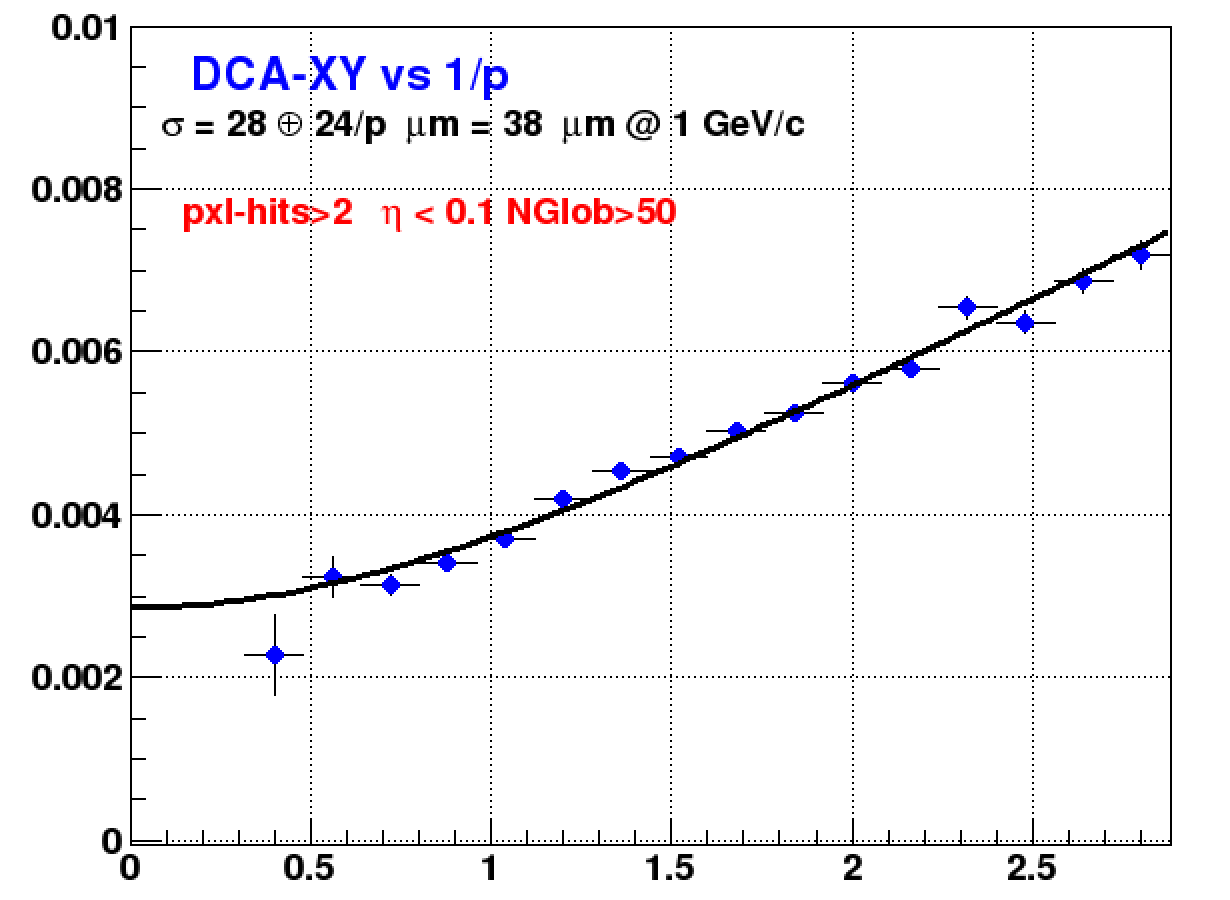 DCA-XY vs 1/p
σ = 28 ⊕ 24/p μm = 38 μm @ 1 GeV/c
pxl-hits>2 η < 0.1 NGlob>50
0.01
0.008
0.006
0.004
0.002
0
0 0.5 1 1.5 2 2.5